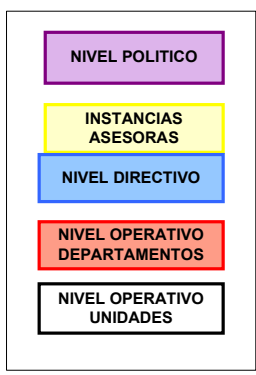 NIVEL POLITICO
INSTANCIAS
ASESORAS
NIVEL DIRECTIVO
NIVEL OPERATIVO
DEPARTAMENTOS
NIVEL OPERATIVO
UNIDADES